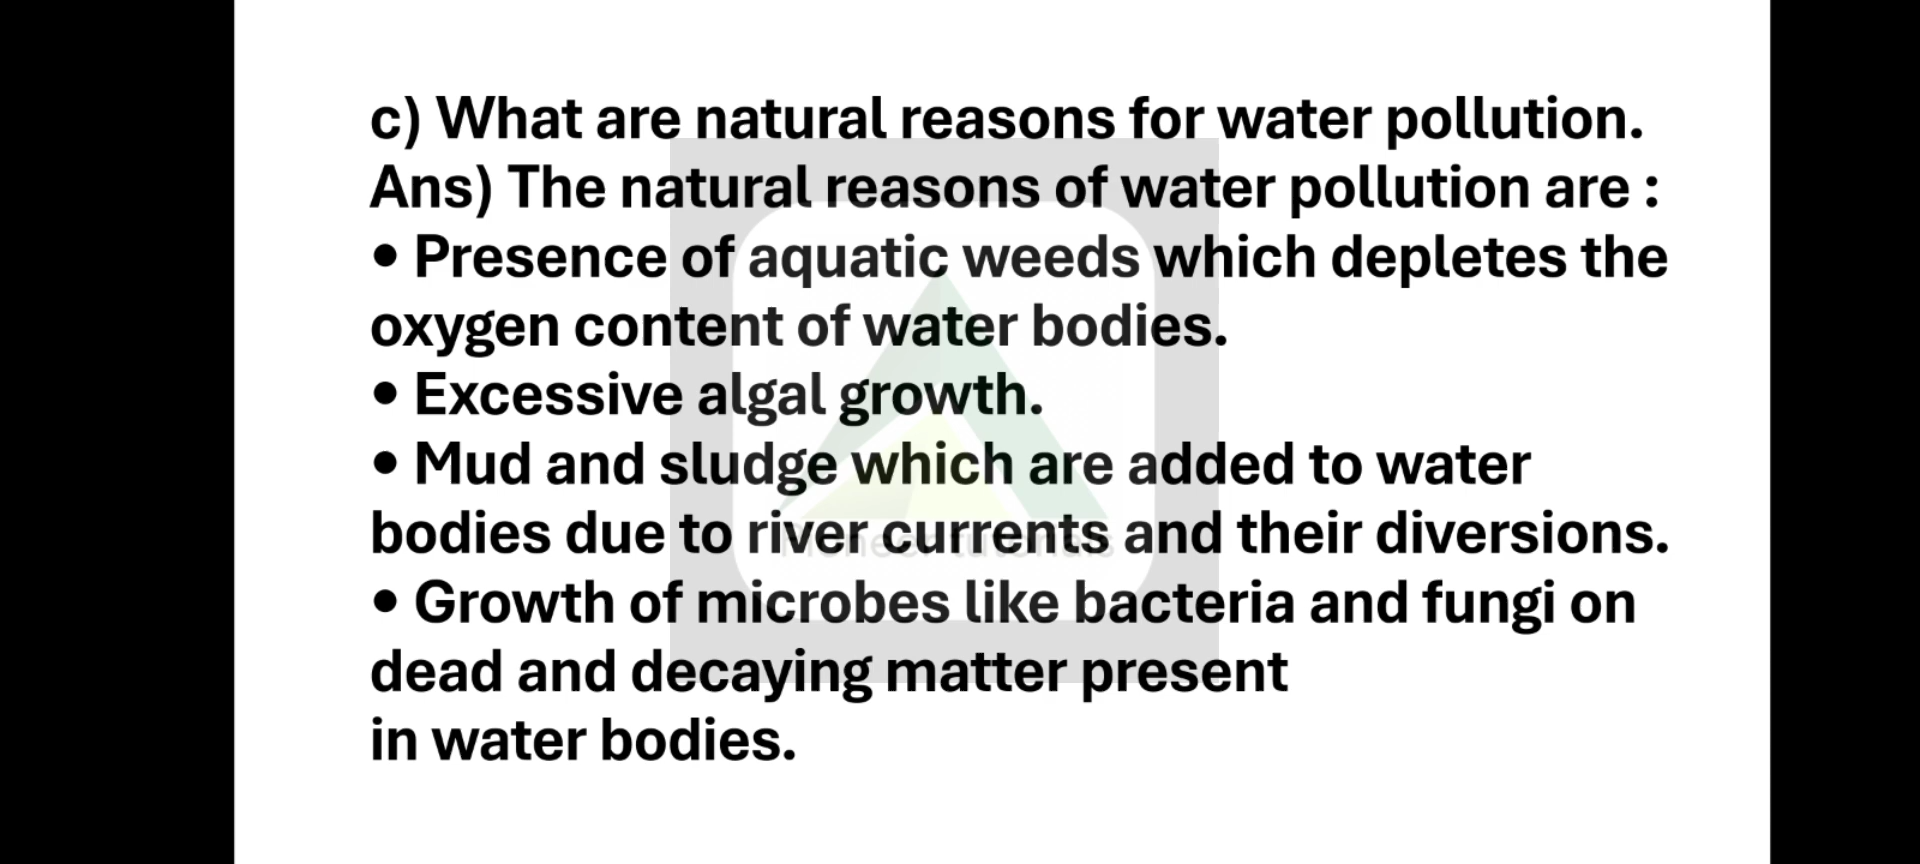 c) What are natural reasons for water pollution.
Ans) The natural reasons of water pollution are :
• Presence of aquatic weeds which depletes the
oxygen content of water bodies.
• Excessive algal growth.
• Mud and sludge which are added to water
bodies due to river currents and their diversions.
• Growth of microbes like bacteria and fungi on
dead and decaying matter present
in water bodies.